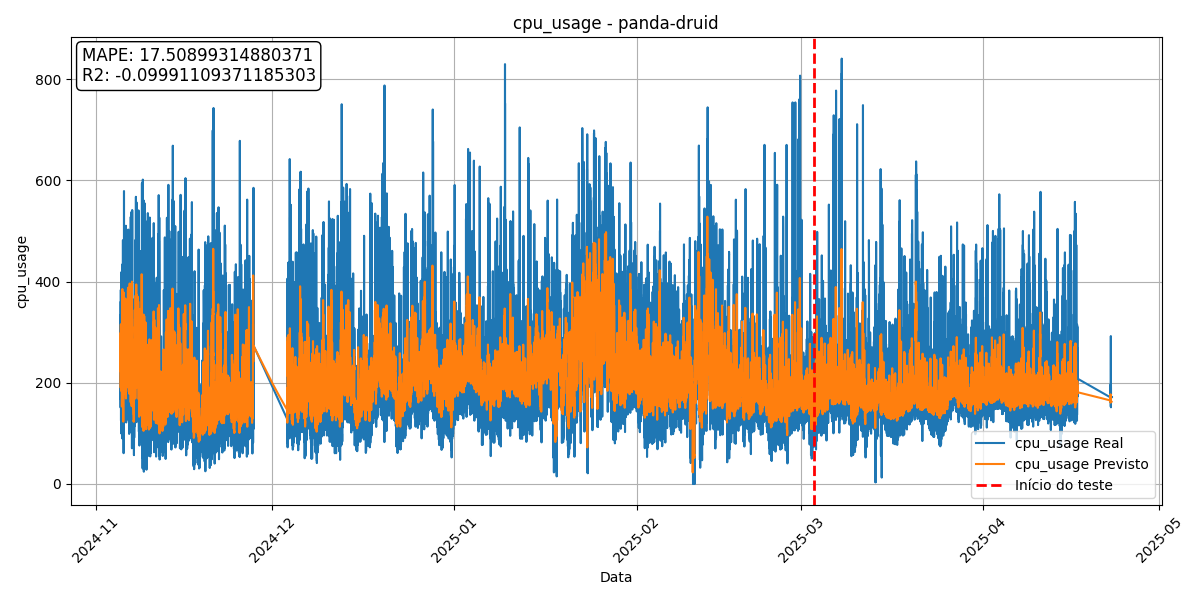 cpu_usage - panda-druid
MAPE: 17.50899314880371
R2: -0.09991109371185303
cpu_usage
800
600
400
200
0
cpu_usage Real
cpu_usage Previsto
Início do teste
2024-11
2024-12
2025-01
2025-02
2025-03
2025-04
2025-05
Data